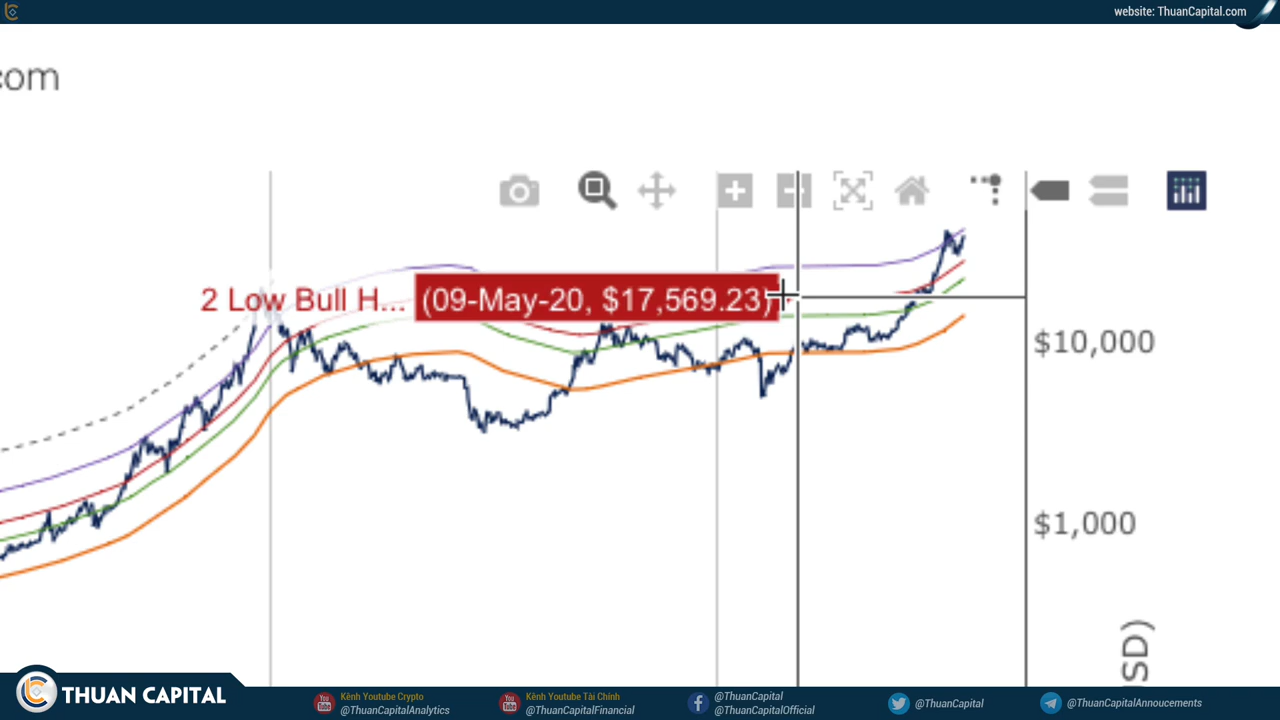 website: ThuanCapital.com
com
2 Low Bull H... (09-May-20, $17,569.23)
$10,000
$1,000
SD)
THUAN CAPITAL
Kênh Youtube Crypto
@ThuanCapitalAnalytics
Kênh Youtube Tài Chính
@ThuanCapitalFinancial
@ThuanCapital
@ThuanCapitalOfficial
@ThuanCapital
@ThuanCapitalAnnoucements